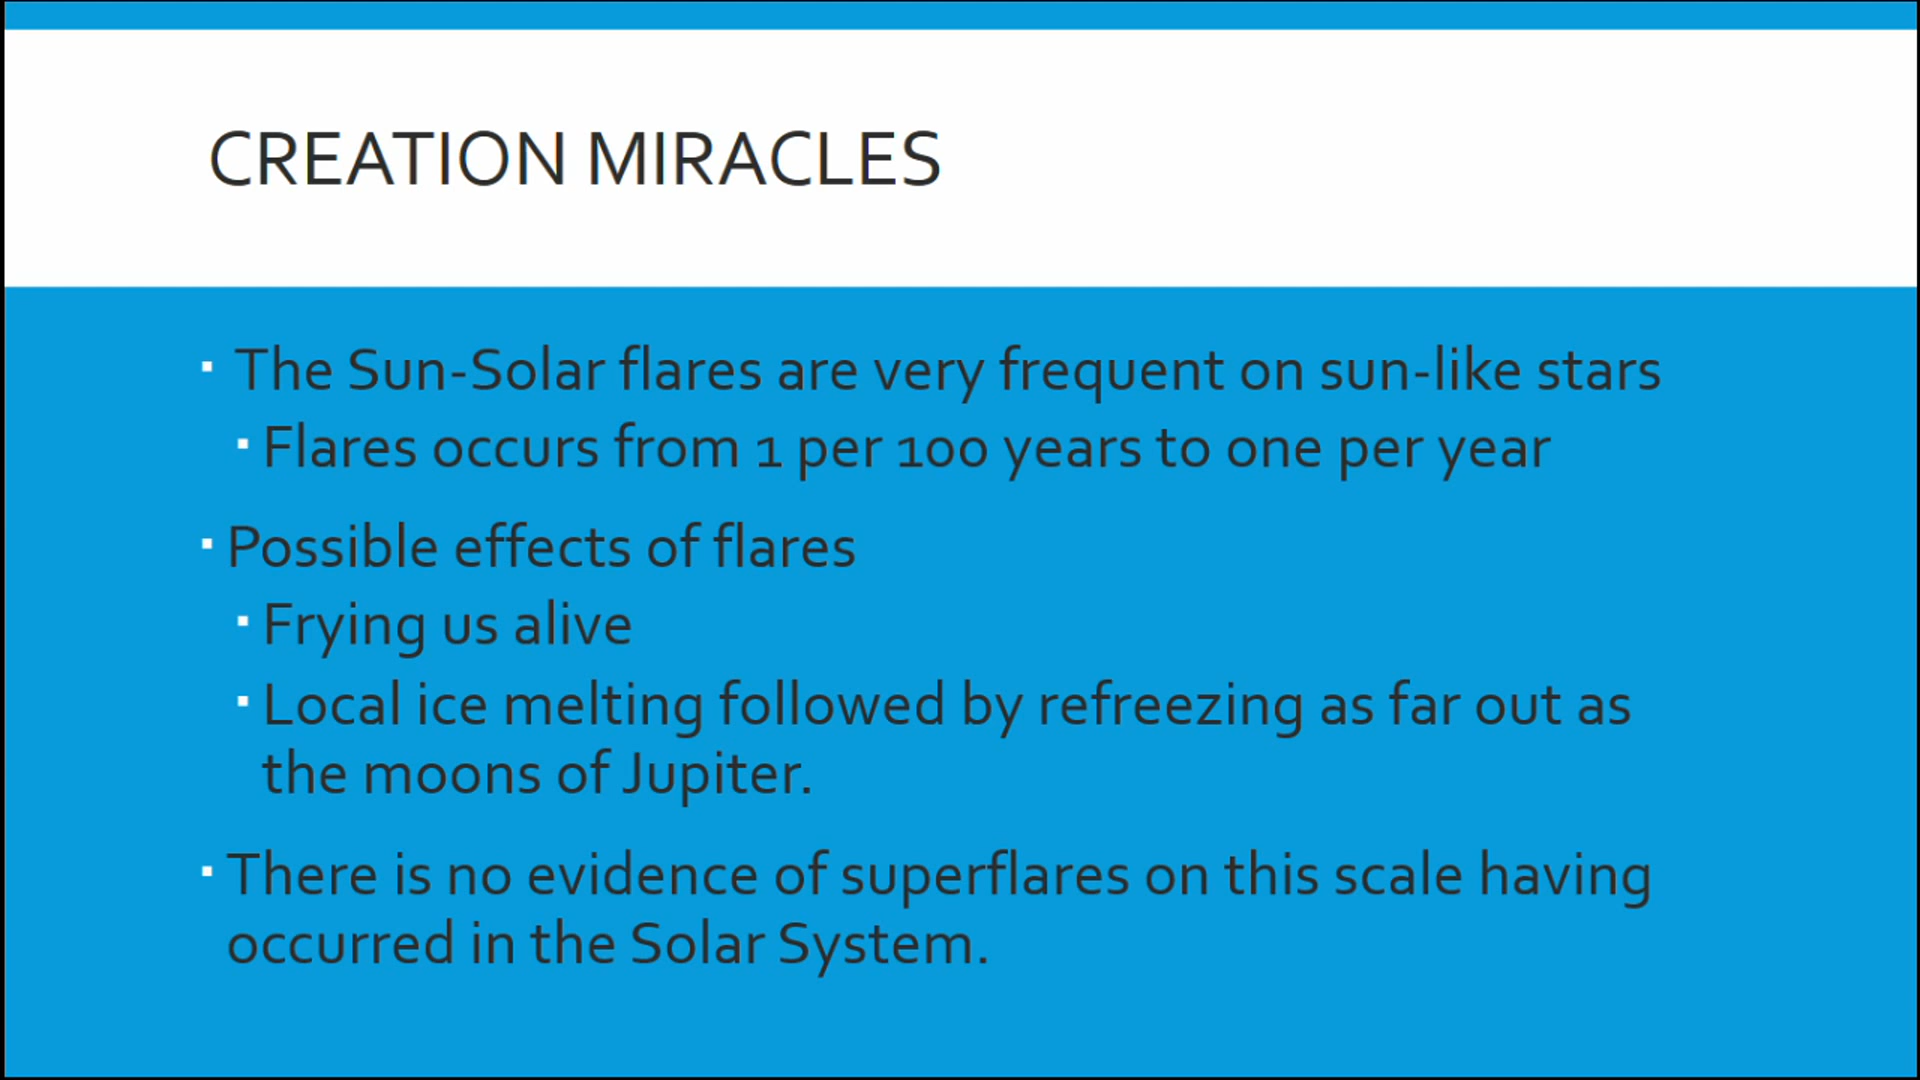 CREATION MIRACLES
▪ The Sun-Solar flares are very frequent on sun-like stars
▪ Flares occurs from 1 per 100 years to one per year
▪ Possible effects of flares
▪ Frying us alive
▪ Local ice melting followed by refreezing as far out as
the moons of Jupiter.
▪ There is no evidence of superflares on this scale having
occurred in the Solar System.